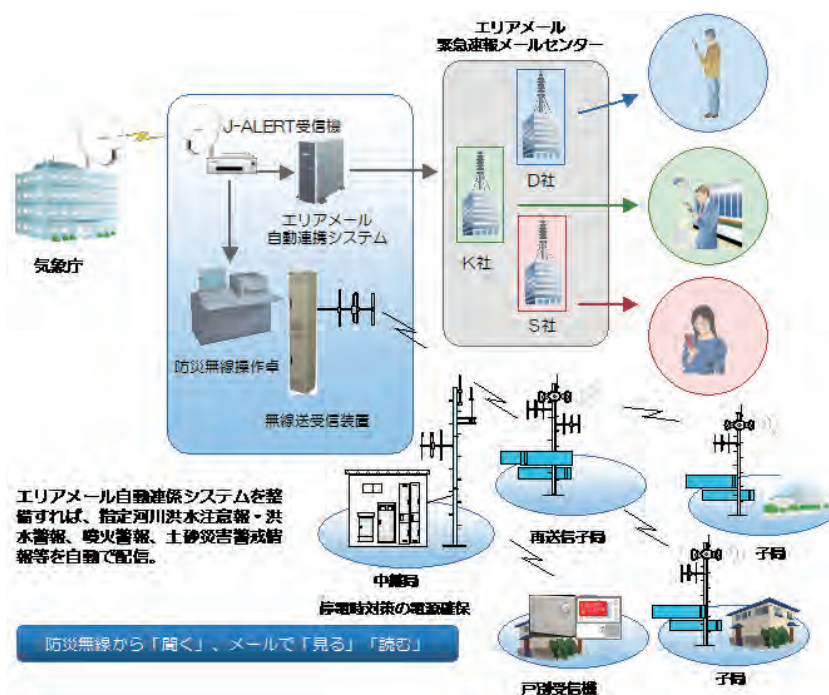 エリアメール
緊急速報メールセンター
J-ALERT受信機
D社
エリアメール
自動連携システム
K社
気象庁
S社
防災無線操作卓
無線送受信装置
エリアメール自動連係システムを整
備すれば、指定河川洪水注意報・洪
水警報、噴火警報、土砂災害警戒情
報等を自動で配信。
再送信子局
子局
中継局
停電時対策の電源確保
防災無線から「聞く」、メールで「見る」「読む」
戸別受信機
子局